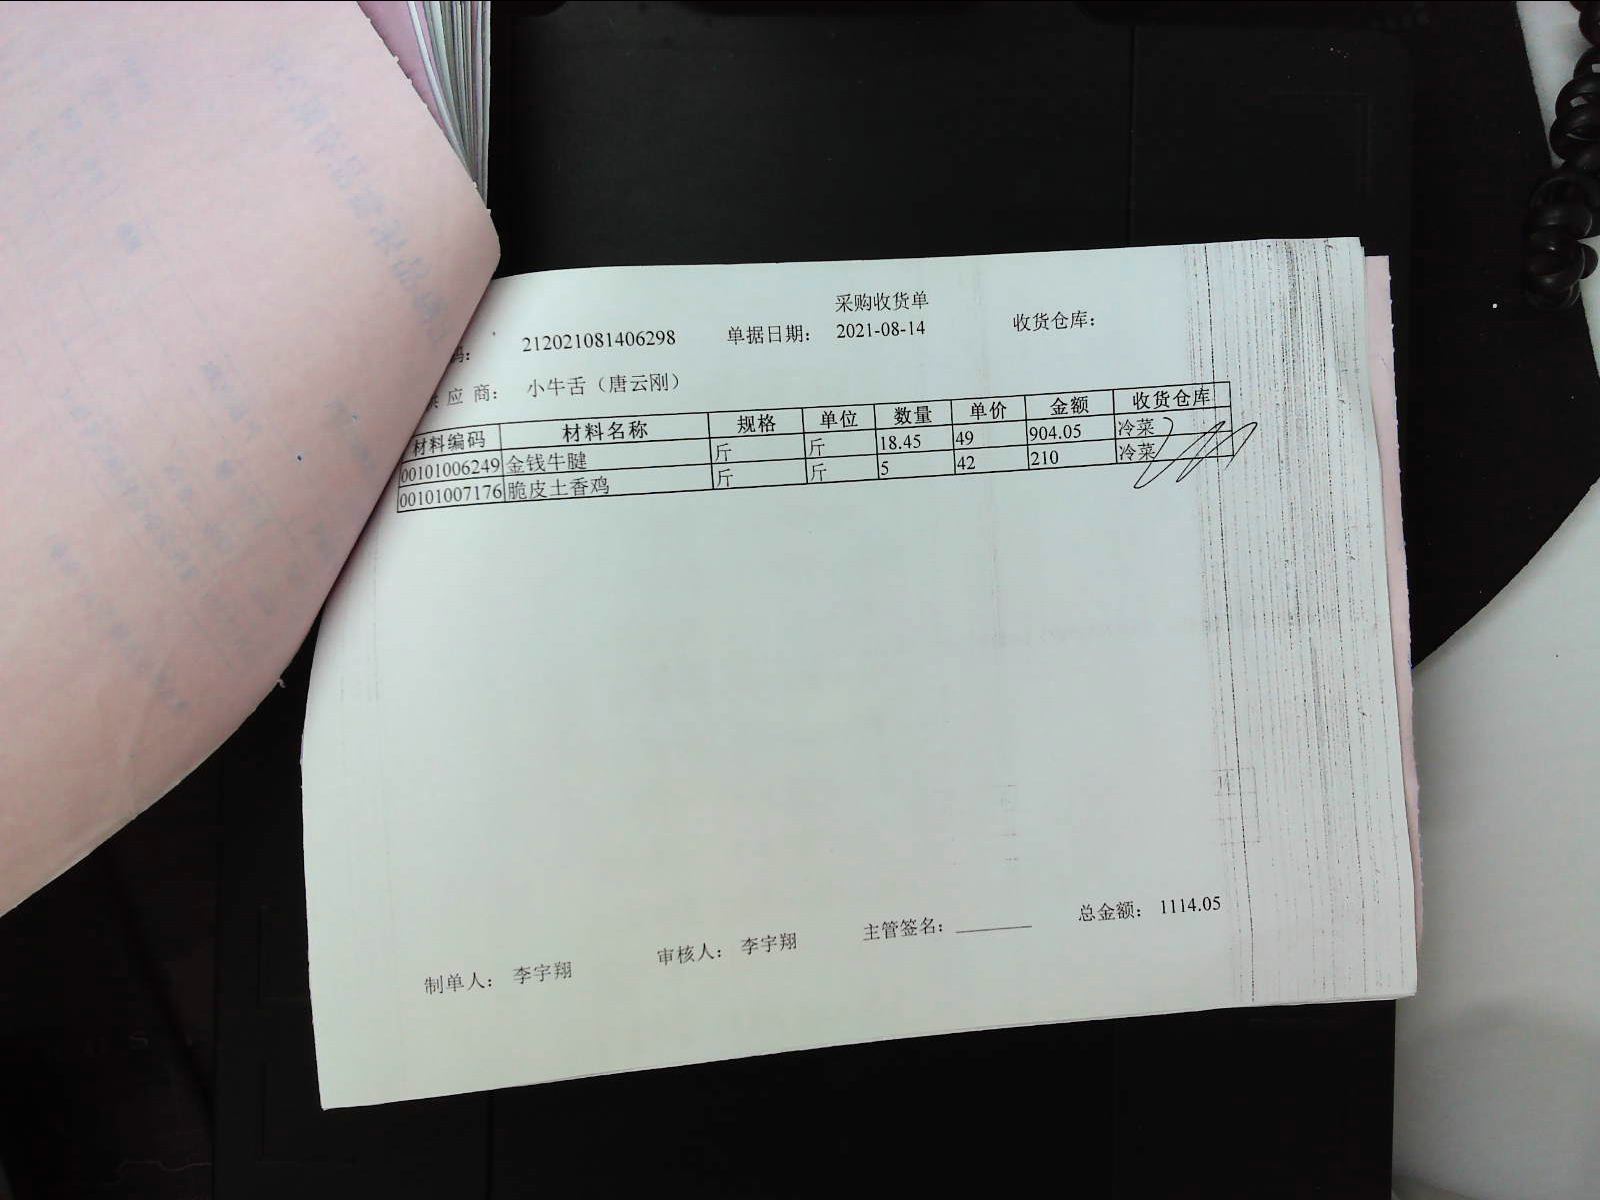 采购收货单
码： 212021081406298 单据日期： 2021-08-14 收货仓库：
供 应 商： 小牛舌（唐云刚）
材料编码 材料名称 规格 单位 数量 单价 金额 收货仓库
00101006249 金钱牛腱 斤 斤 18.45 49 904.05 冷菜
00101007176 脆皮土香鸡 斤 斤 5 42 210 冷菜
制单人： 李宇翔 审核人： 李宇翔 主管签名： 总金额： 1114.05